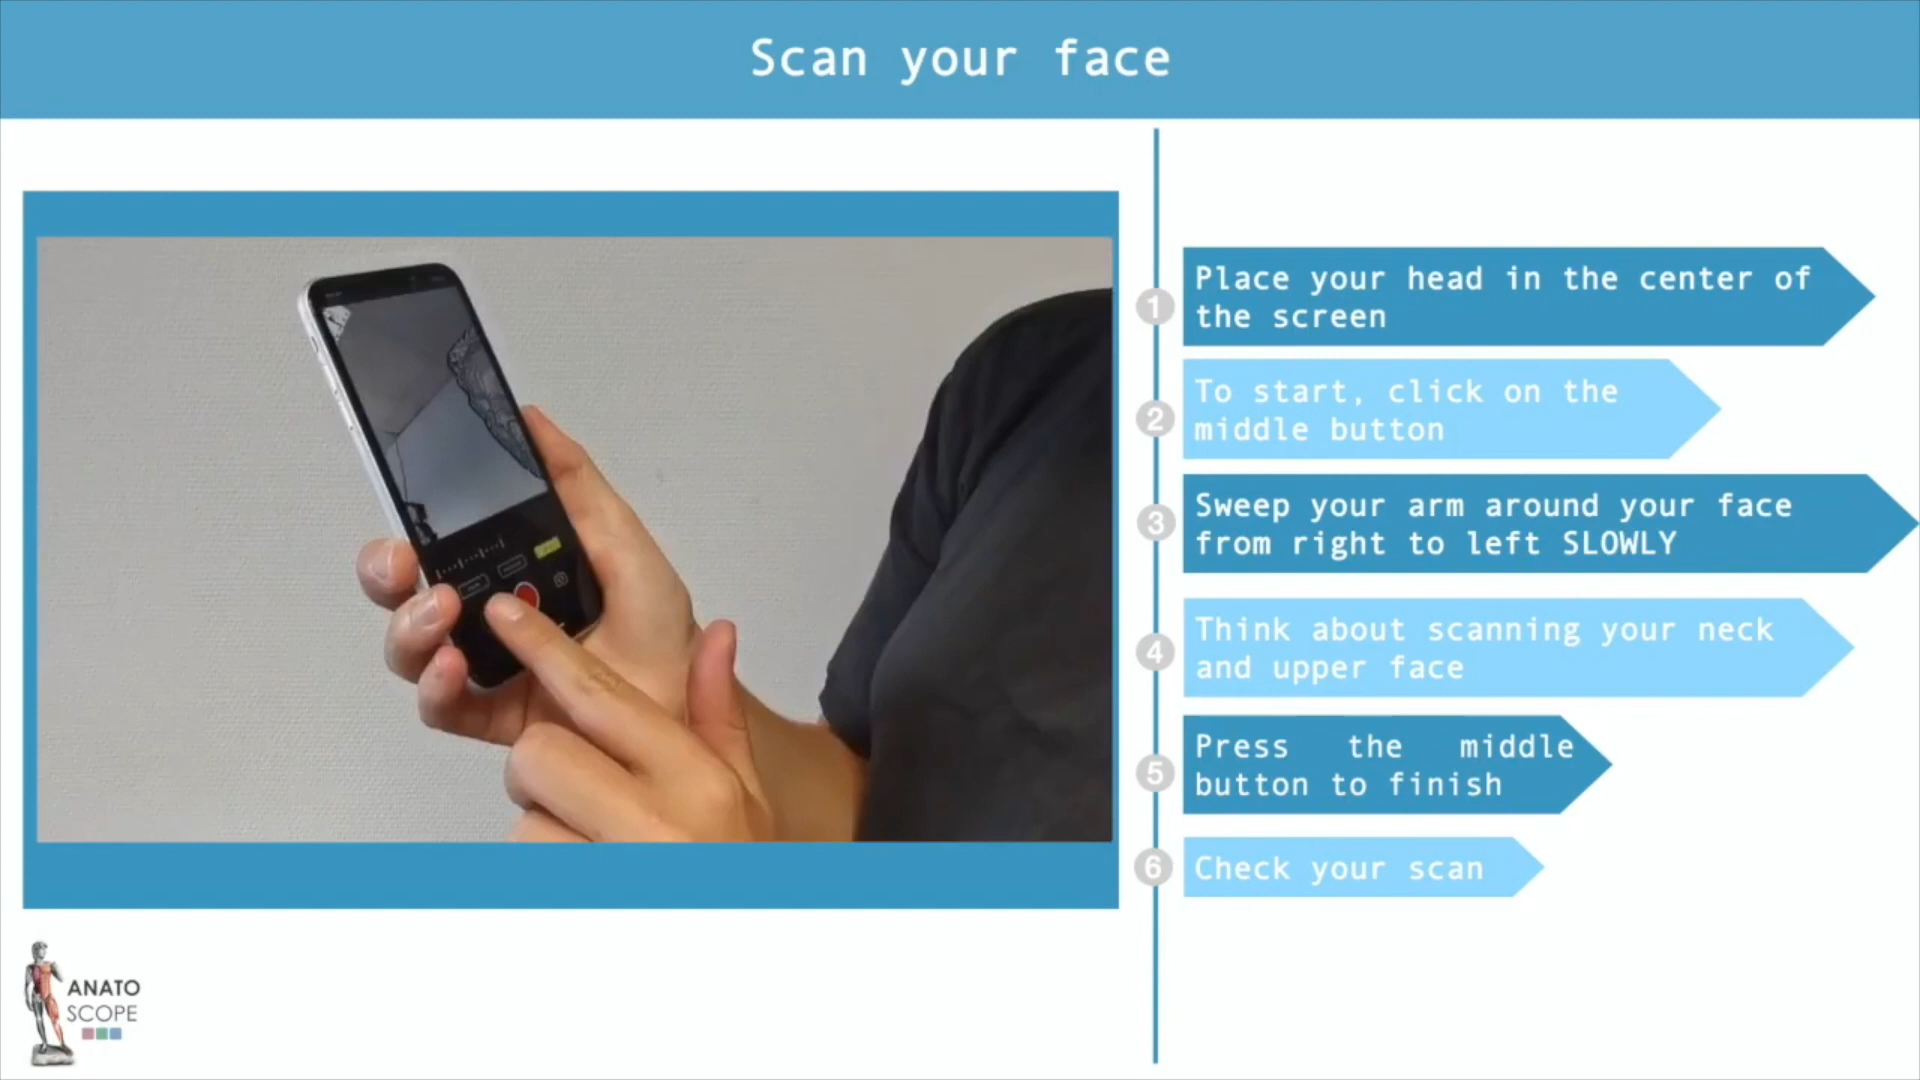 Scan your face
1
Place your head in the center of
the screen
2
To start, click on the
middle button
3
Sweep your arm around your face
from right to left SLOWLY
4
Think about scanning your neck
and upper face
5
Press the middle
button to finish
6
Check your scan
ANATO
SCOPE